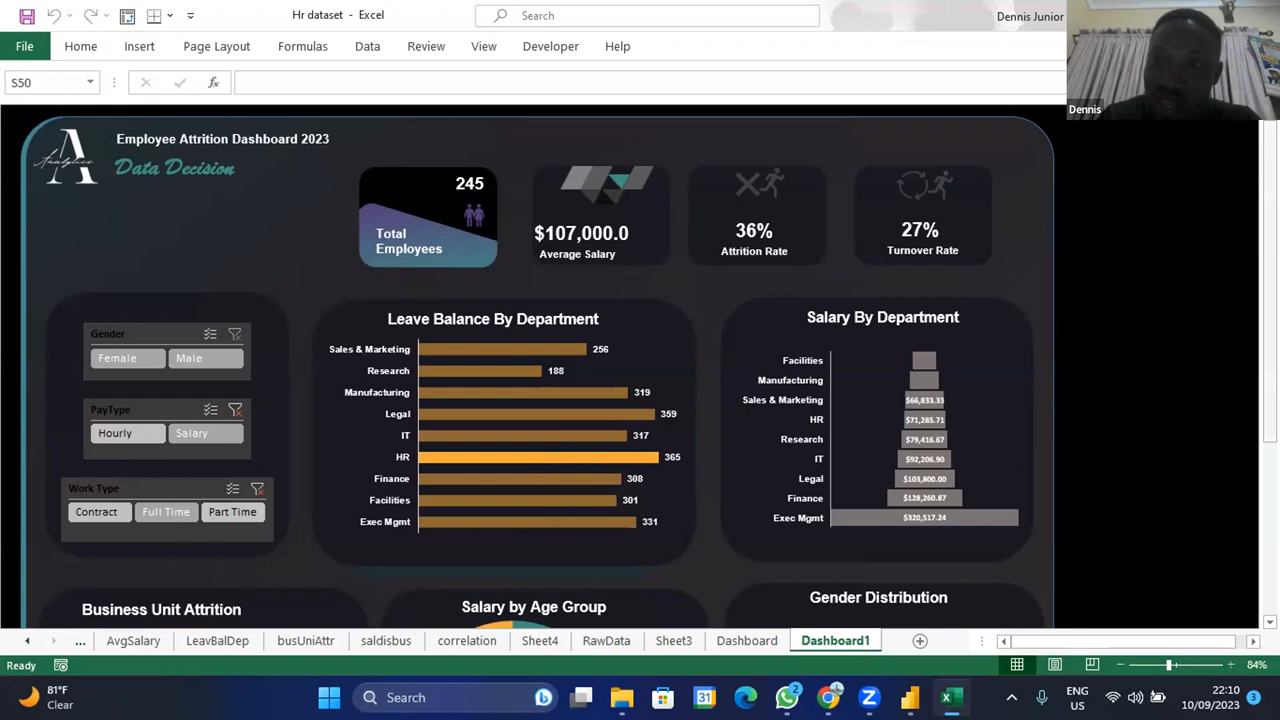 Hr dataset - Excel
Search
Dennis Junior
File Home Insert Page Layout Formulas Data Review View Developer Help
S50
fx
Dennis
A
Analytics
Employee Attrition Dashboard 2023
Data Decision
245
Total
Employees
$107,000.0
Average Salary
36%
Attrition Rate
27%
Turnover Rate
Gender
Female Male
PayType
Hourly Salary
Work Type
Contract Full Time Part Time
Leave Balance By Department
Sales & Marketing 256
Research 188
Manufacturing 319
Legal 359
IT 317
HR 365
Finance 308
Facilities 301
Exec Mgmt 331
Salary By Department
Facilities
Manufacturing
Sales & Marketing $66,833.33
HR $71,285.71
Research $79,416.67
IT $92,206.90
Legal $103,800.00
Finance $128,260.87
Exec Mgmt $320,517.24
Business Unit Attrition
Salary by Age Group
Gender Distribution
... AvgSalary LeavBalDep busUniAttr saldisbus correlation Sheet4 RawData Sheet3 Dashboard Dashboard1
Ready
84%
81°F
Clear
Search
31
2
ENG
US
22:10
10/09/2023
3